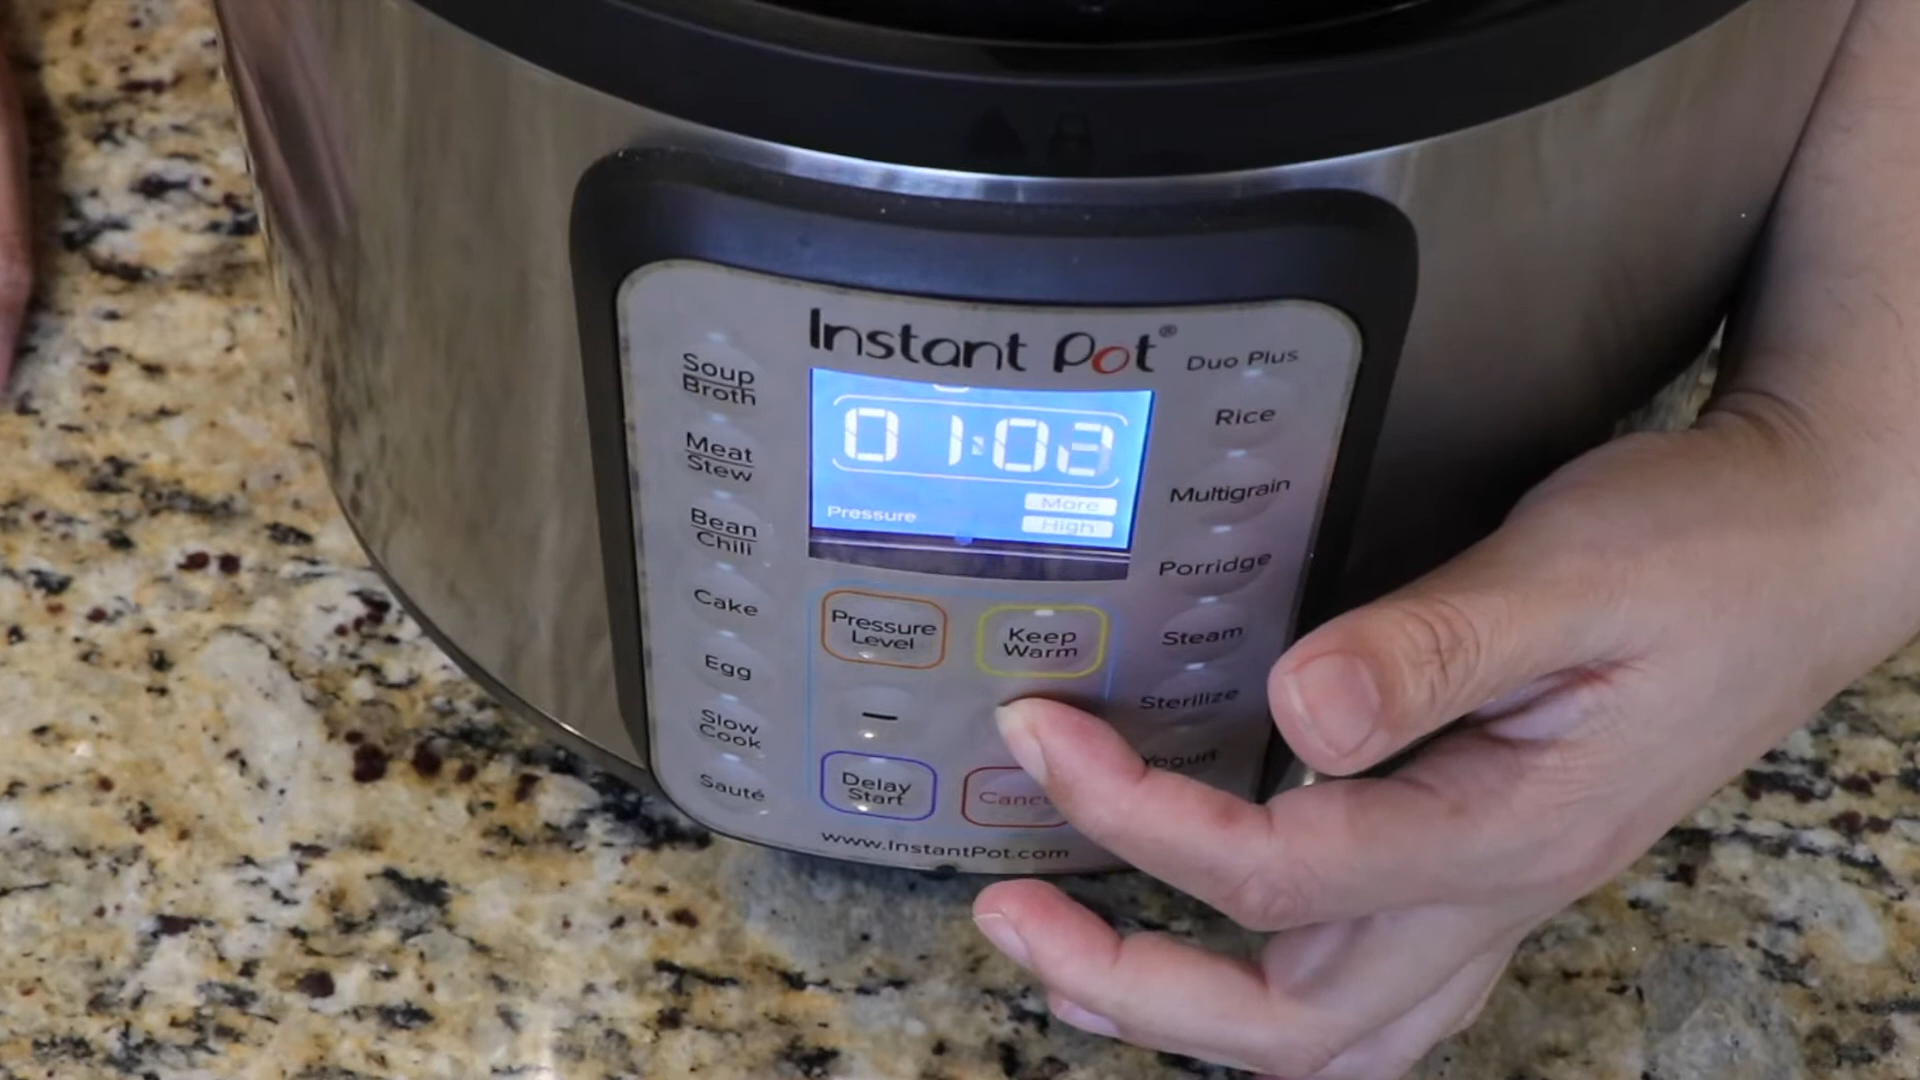 Instant Pot®
Duo Plus
Soup
Broth
Meat
Stew
Bean
Chili
Cake
Egg
Slow
Cook
Sauté
01:03
Pressure
More
High
Pressure
Level
Keep
Warm
−
Delay
Start
Rice
Multigrain
Porridge
Steam
Sterilize
Yogurt
www.InstantPot.com